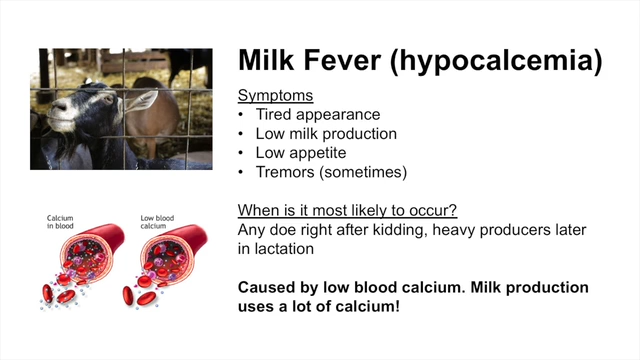 Milk Fever (hypocalcemia)
Symptoms
• Tired appearance
• Low milk production
• Low appetite
• Tremors (sometimes)
When is it most likely to occur?
Any doe right after kidding, heavy producers later
in lactation
Caused by low blood calcium. Milk production
uses a lot of calcium!
Calcium
in blood
Low blood
calcium